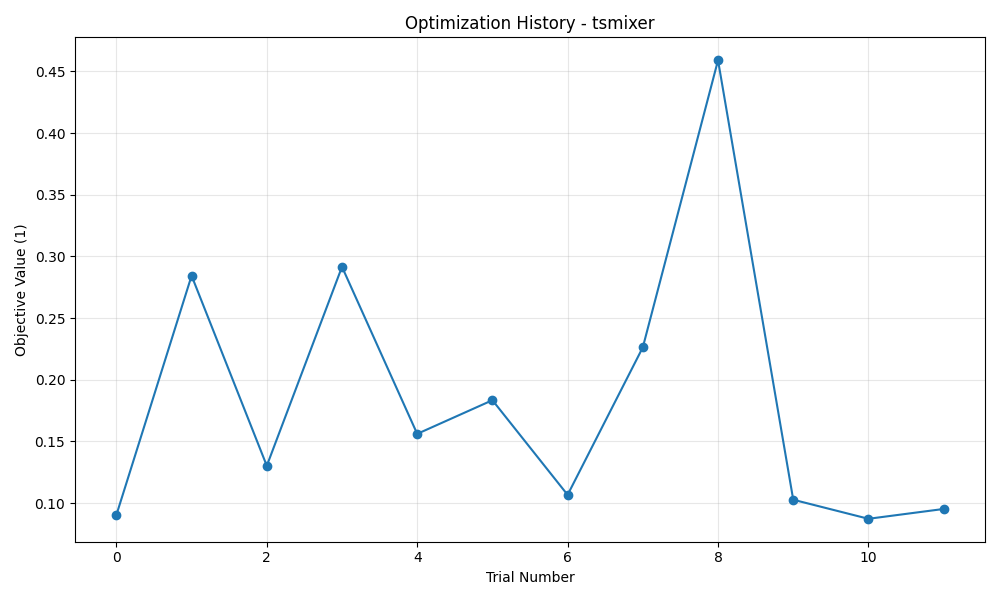 Optimization History - tsmixer
Objective Value (1)
0.45
0.40
0.35
0.30
0.25
0.20
0.15
0.10
0 2 4 6 8 10
Trial Number